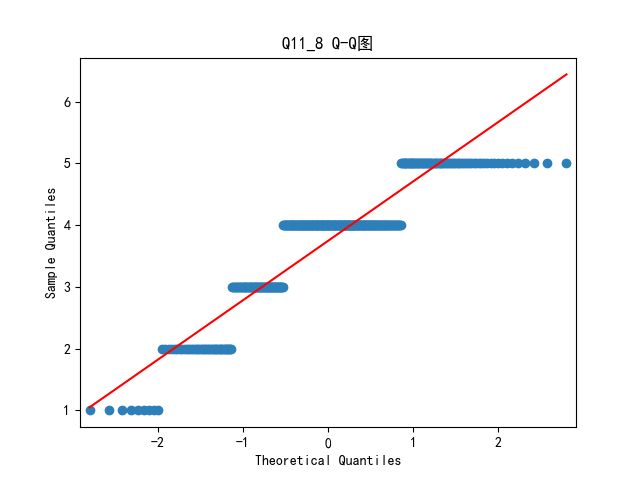 Q11_8 Q-Q图
6
5
4
3
2
1
Sample Quantiles
-2 -1 0 1 2
Theoretical Quantiles